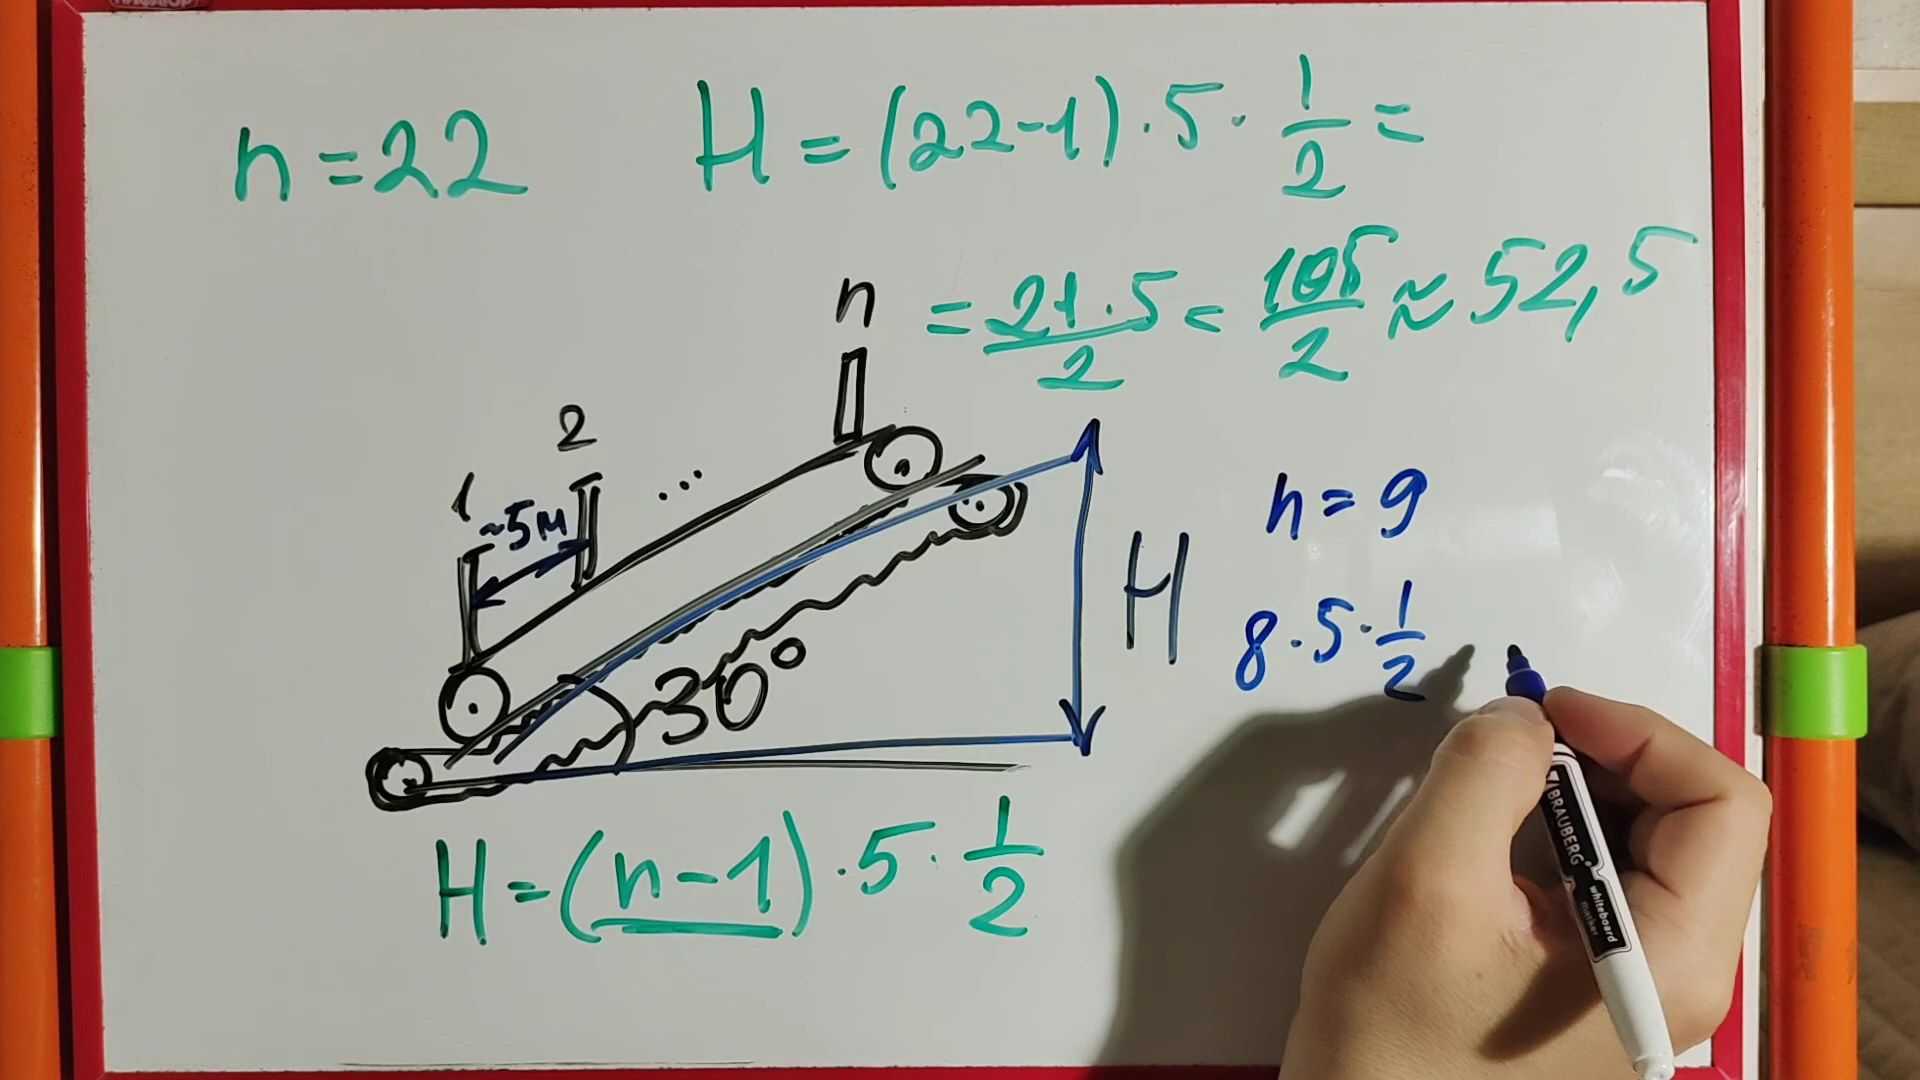 n=22
H = (22-1)·5·1/2 =
= 21·5/2 = 105/2 ≈ 52,5
n
2
1
...
~5м
30°
H
n = 9
8·5·1/2
H = (n-1)·5·1/2
BRAUBERG
whiteboard
marker